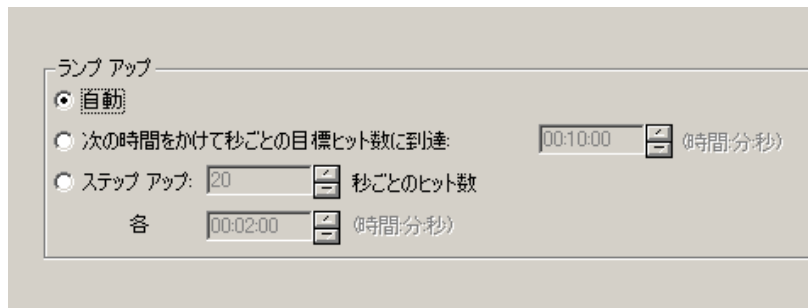 ランプ アップ
自動
次の時間をかけて秒ごとの目標ヒット数に到達: 00:10:00 (時間:分:秒)
ステップ アップ: 20 秒ごとのヒット数
各 00:02:00 (時間:分:秒)